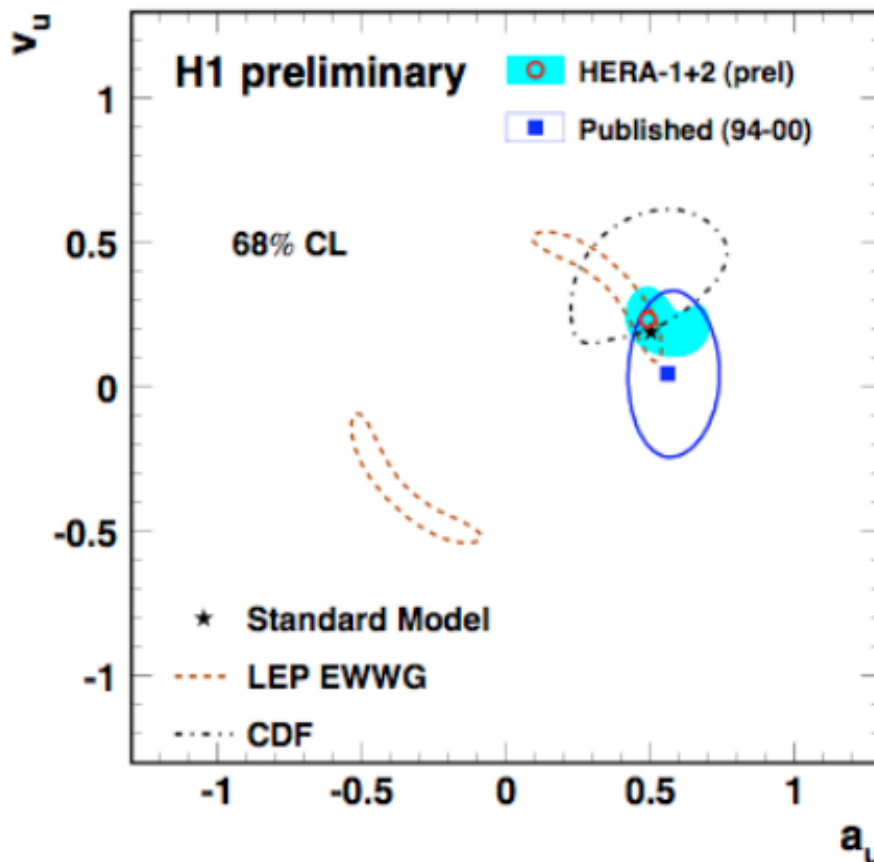 v_u
H1 preliminary
HERA-1+2 (prel)
Published (94-00)
1
0.5
68% CL
0
-0.5
Standard Model
-1
LEP EWWG
CDF
-1 -0.5 0 0.5 1
a_u